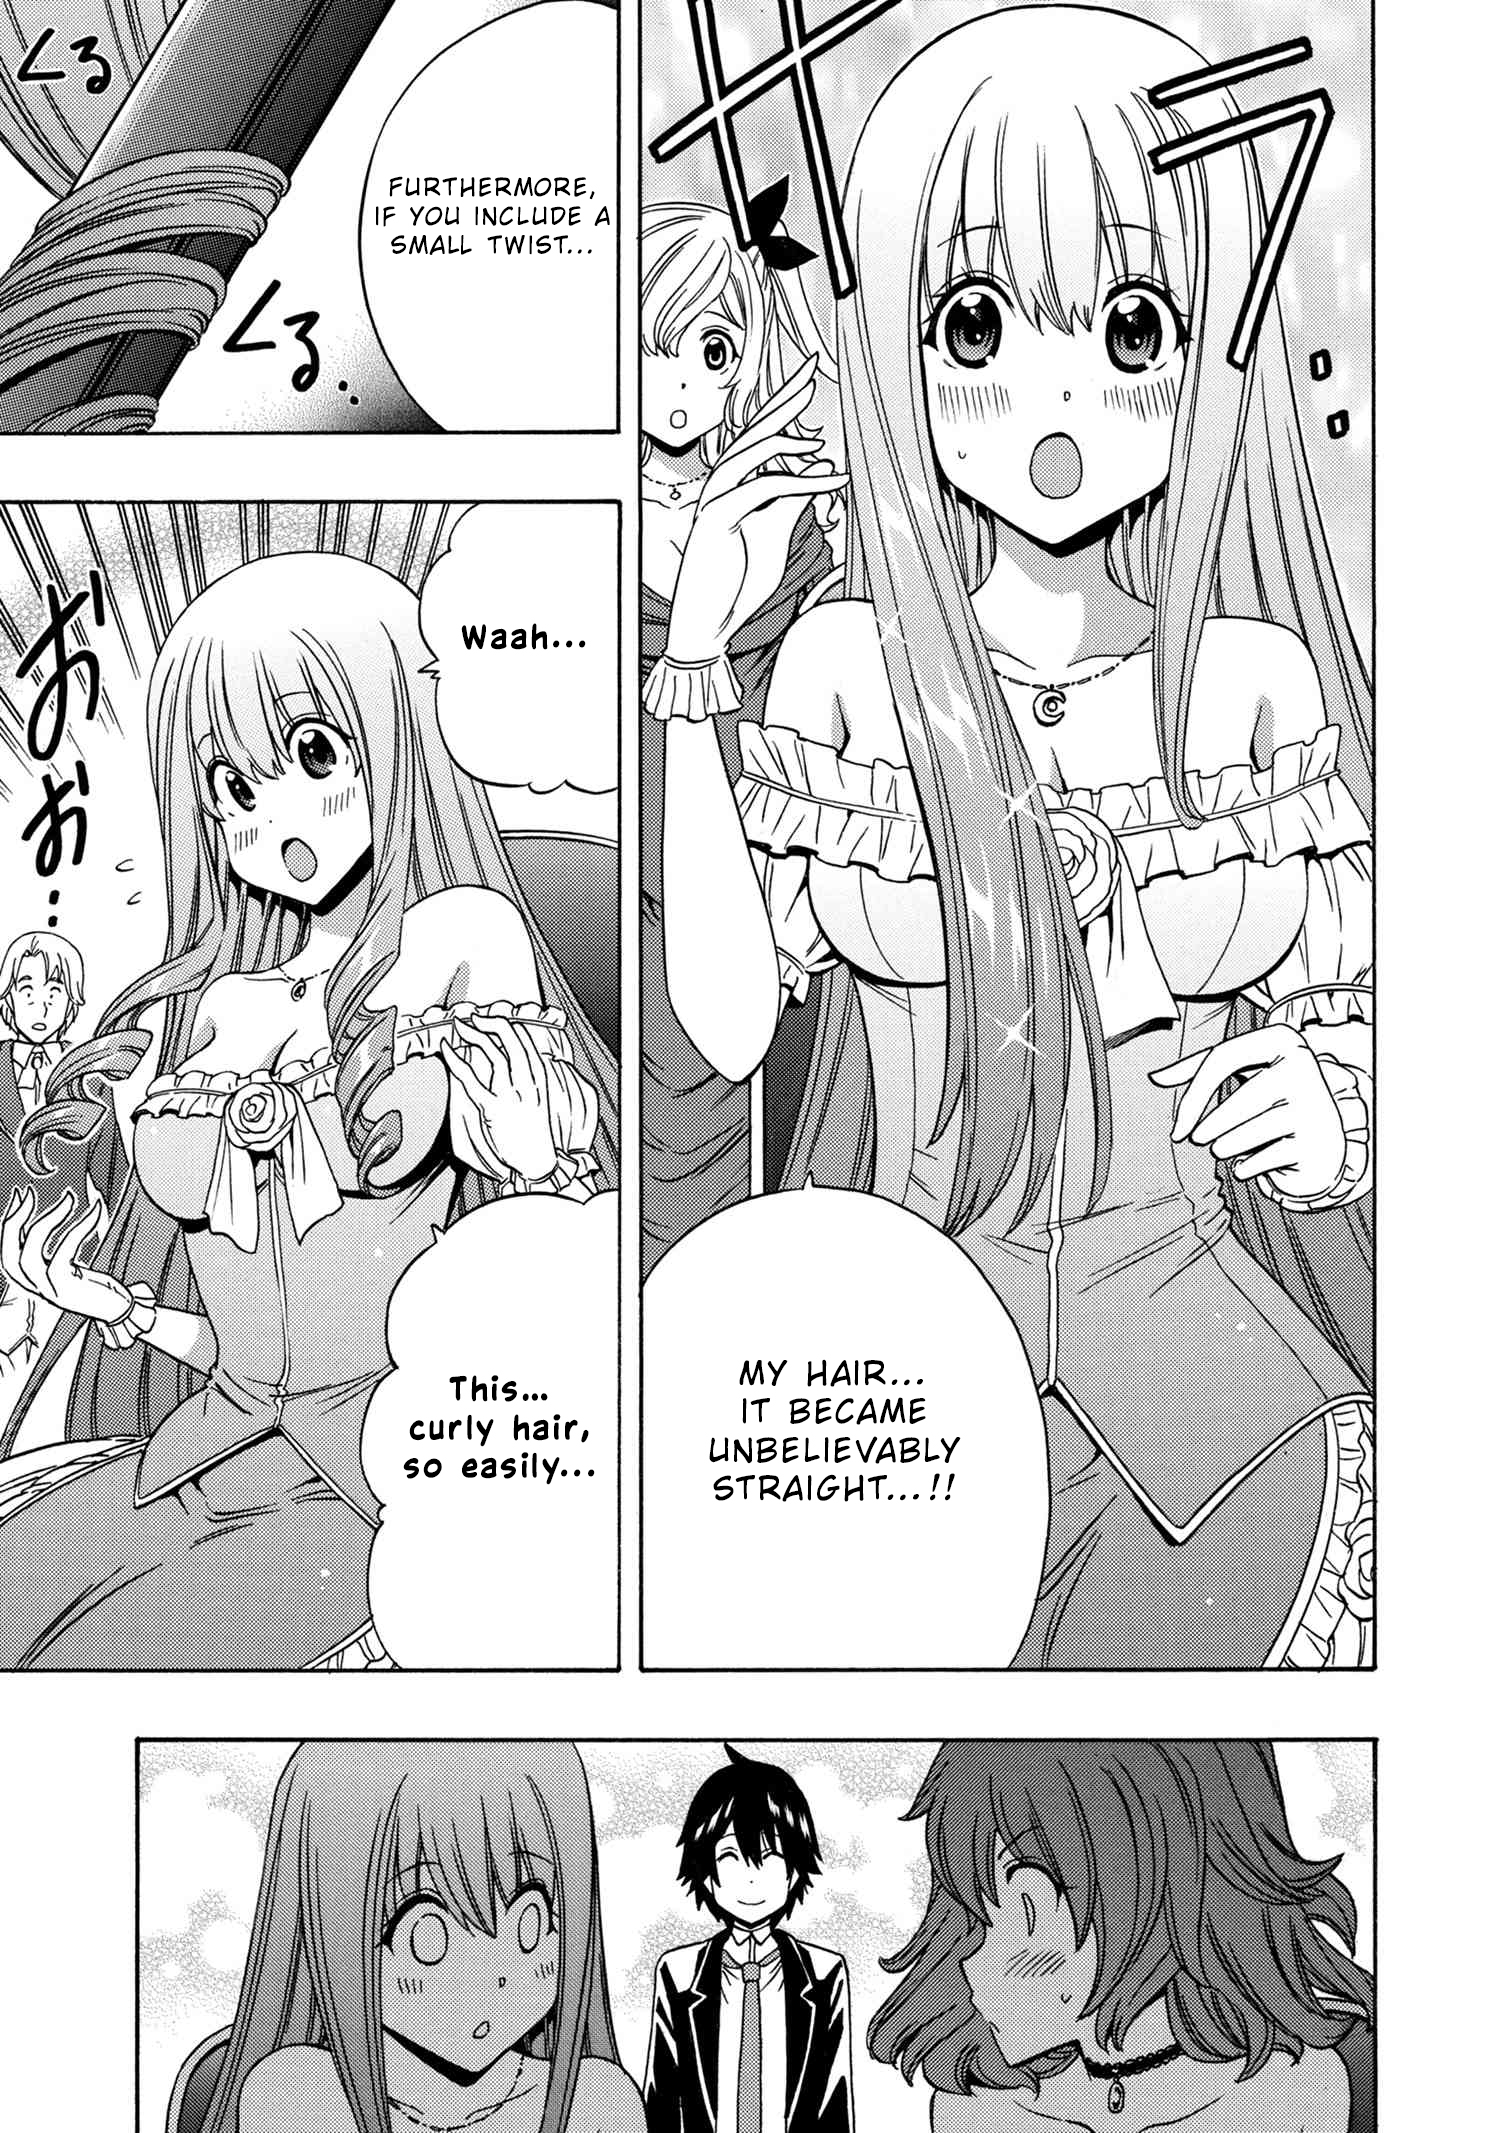 キラ
MY HAIR...
IT BECAME
UNBELIEVABLY
STRAIGHT...!!
くる
FURTHERMORE,
IF YOU INCLUDE A
SMALL TWIST...
くる
おお
Waah...
This...
curly hair,
so easily...